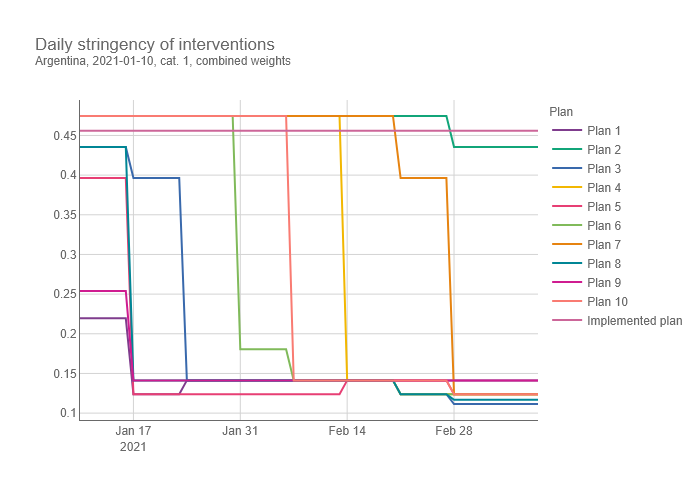 Daily stringency of interventions
Argentina, 2021-01-10, cat. 1, combined weights
Plan
Plan 1
Plan 2
Plan 3
Plan 4
Plan 5
Plan 6
Plan 7
Plan 8
Plan 9
Plan 10
Implemented plan
0.45
0.4
0.35
0.3
0.25
0.2
0.15
0.1
Jan 17
2021
Jan 31
Feb 14
Feb 28